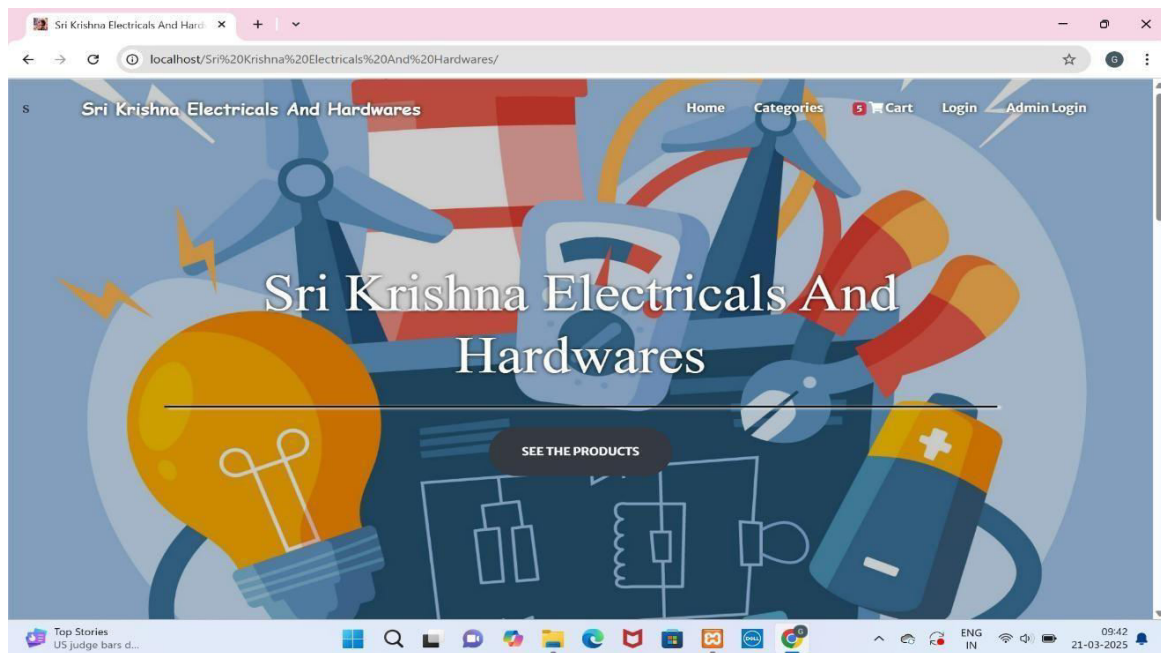 Sri Krishna Electricals And Hard
localhost/Sri%20Krishna%20Electricals%20And%20Hardwares/
G
s
Sri Krishna Electricals And Hardwares
Home Categories 5 Cart Login Admin Login
Sri Krishna Electricals And
Hardwares
SEE THE PRODUCTS
Top Stories
US judge bars d...
DELL
G
ENG
IN
09:42
21-03-2025